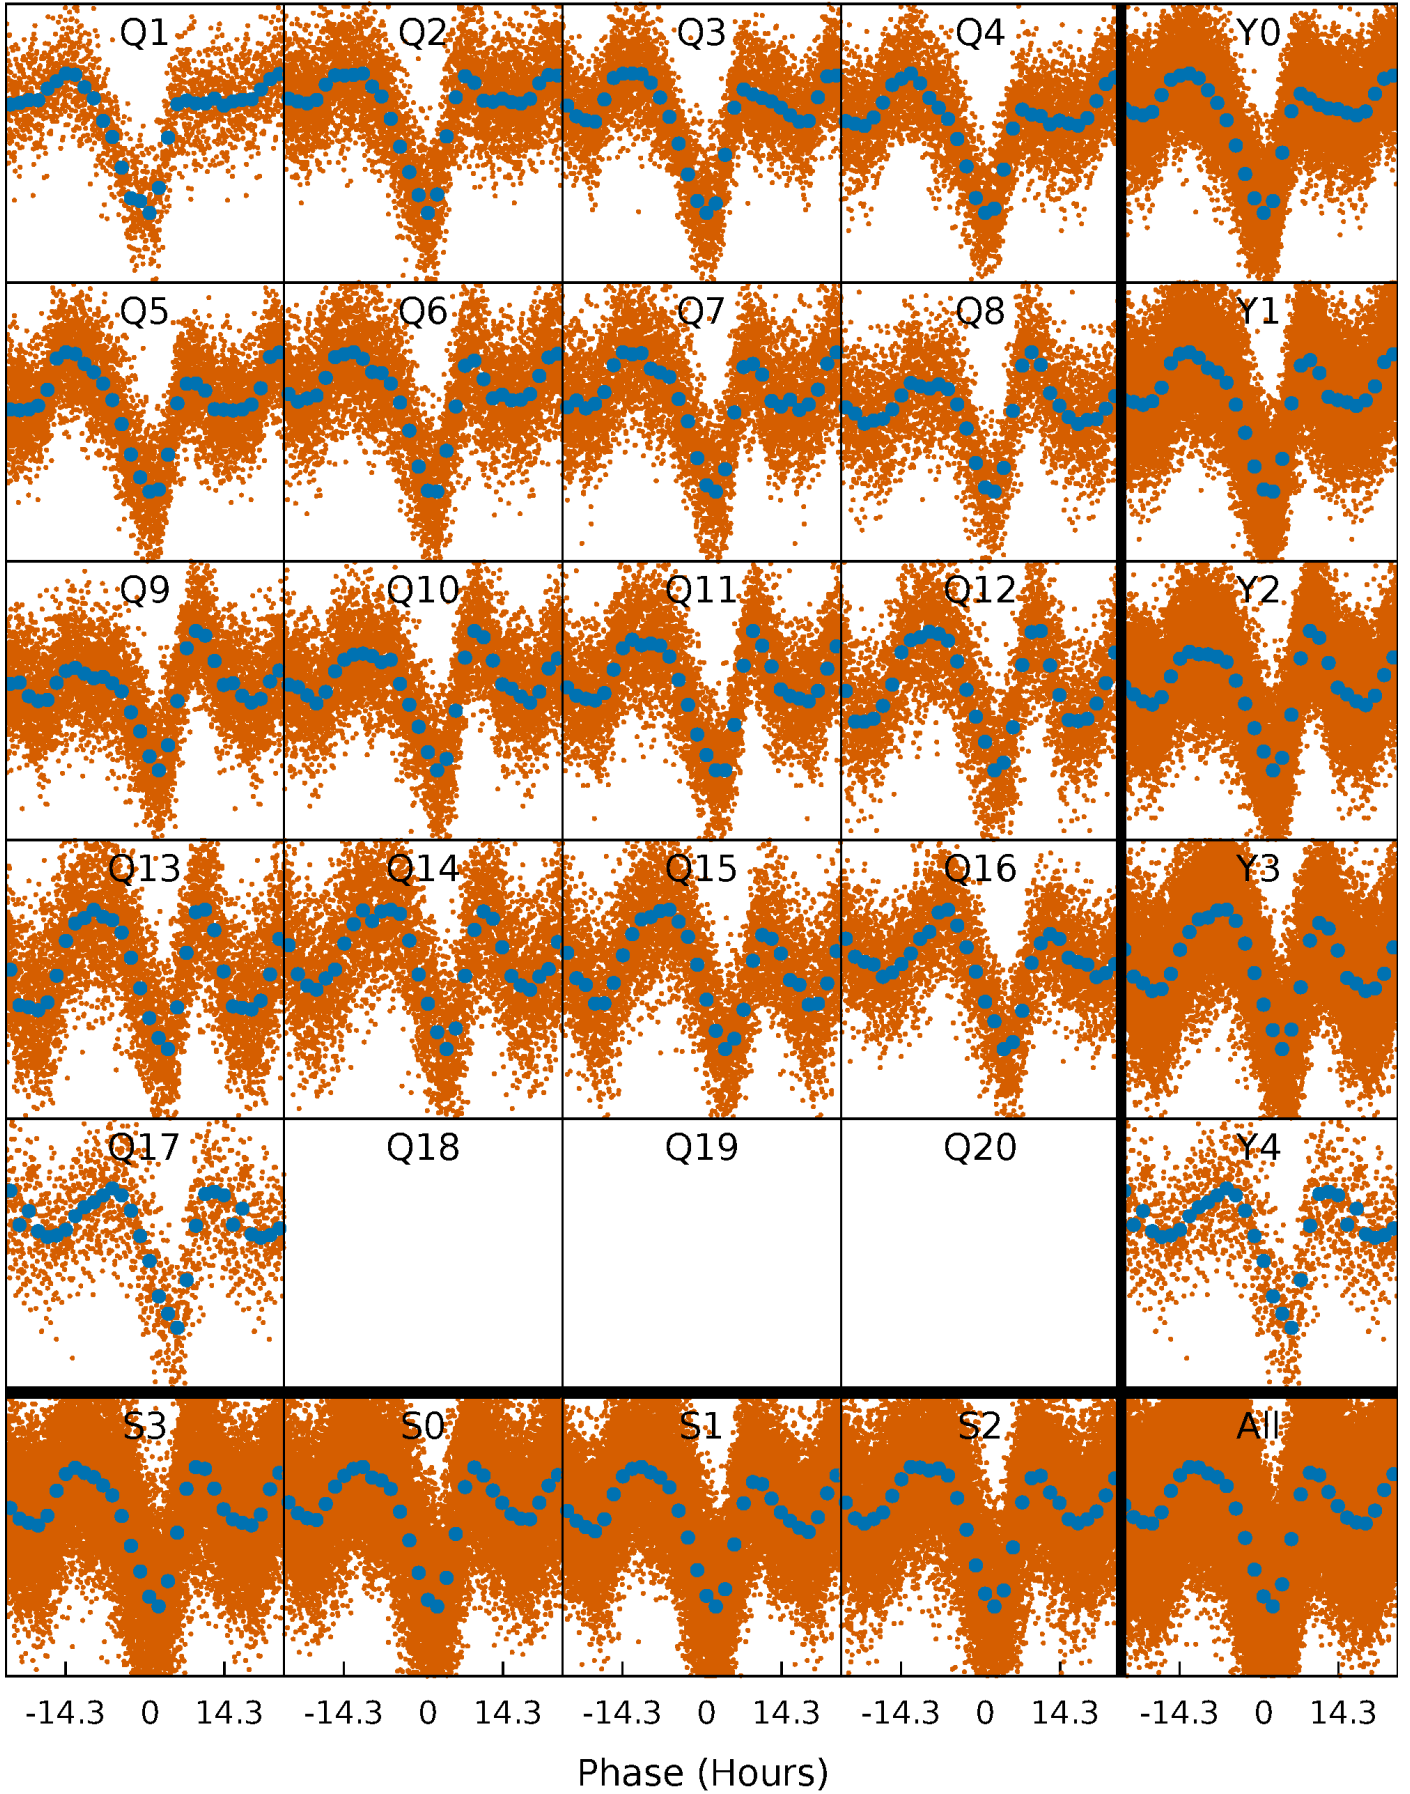 Q1 Q2 Q3 Q4 Y0
Q5 Q6 Q7 Q8 Y1
Q9 Q10 Q11 Q12 Y2
Q13 Q14 Q15 Q16 Y3
Q17 Q18 Q19 Q20 Y4
S3 S0 S1 S2 All
-14.3 0 14.3 -14.3 0 14.3 -14.3 0 14.3 -14.3 0 14.3 -14.3 0 14.3
Phase (Hours)